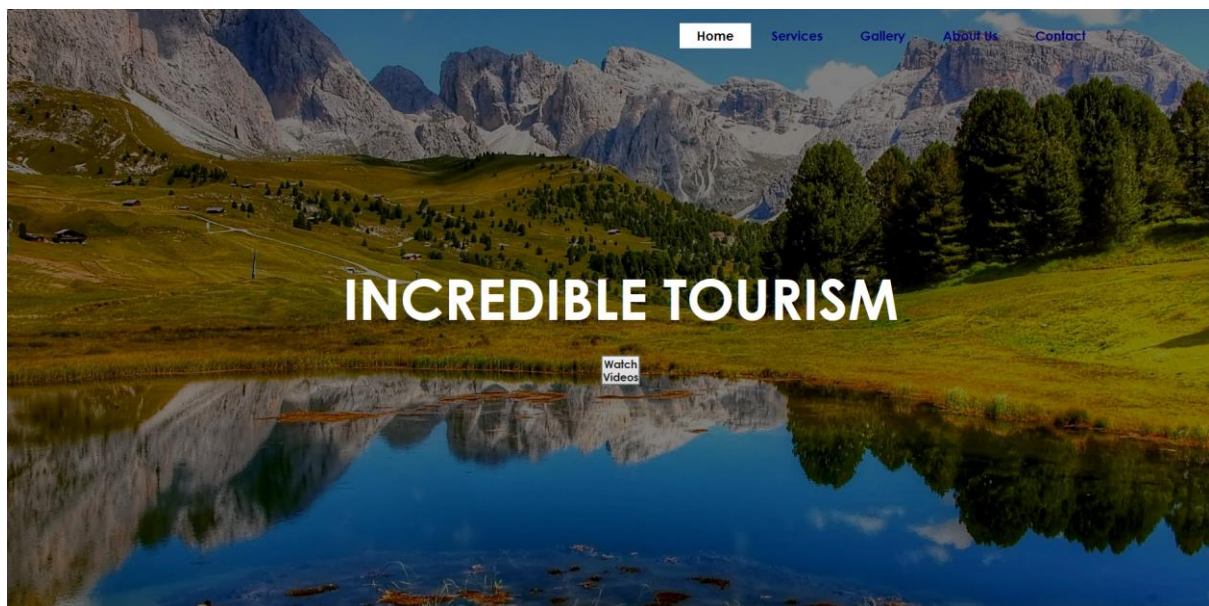 Home Services Gallery About Us Contact
INCREDIBLE TOURISM
Watch
Videos